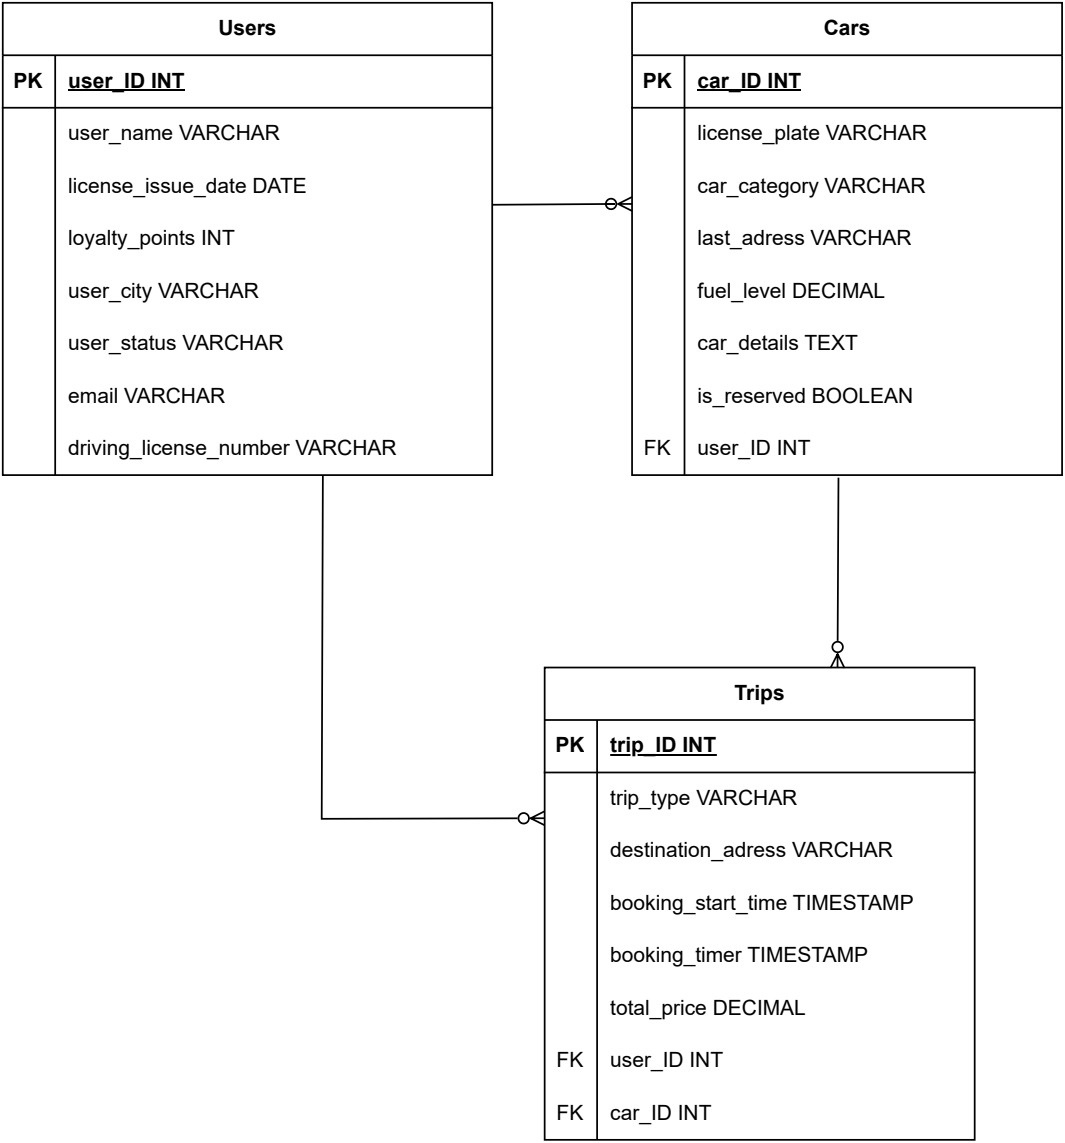 Users
PK user_ID INT
user_name VARCHAR
license_issue_date DATE
loyalty_points INT
user_city VARCHAR
user_status VARCHAR
email VARCHAR
driving_license_number VARCHAR
Cars
PK car_ID INT
license_plate VARCHAR
car_category VARCHAR
last_adress VARCHAR
fuel_level DECIMAL
car_details TEXT
is_reserved BOOLEAN
FK user_ID INT
Trips
PK trip_ID INT
trip_type VARCHAR
destination_adress VARCHAR
booking_start_time TIMESTAMP
booking_timer TIMESTAMP
total_price DECIMAL
FK user_ID INT
FK car_ID INT